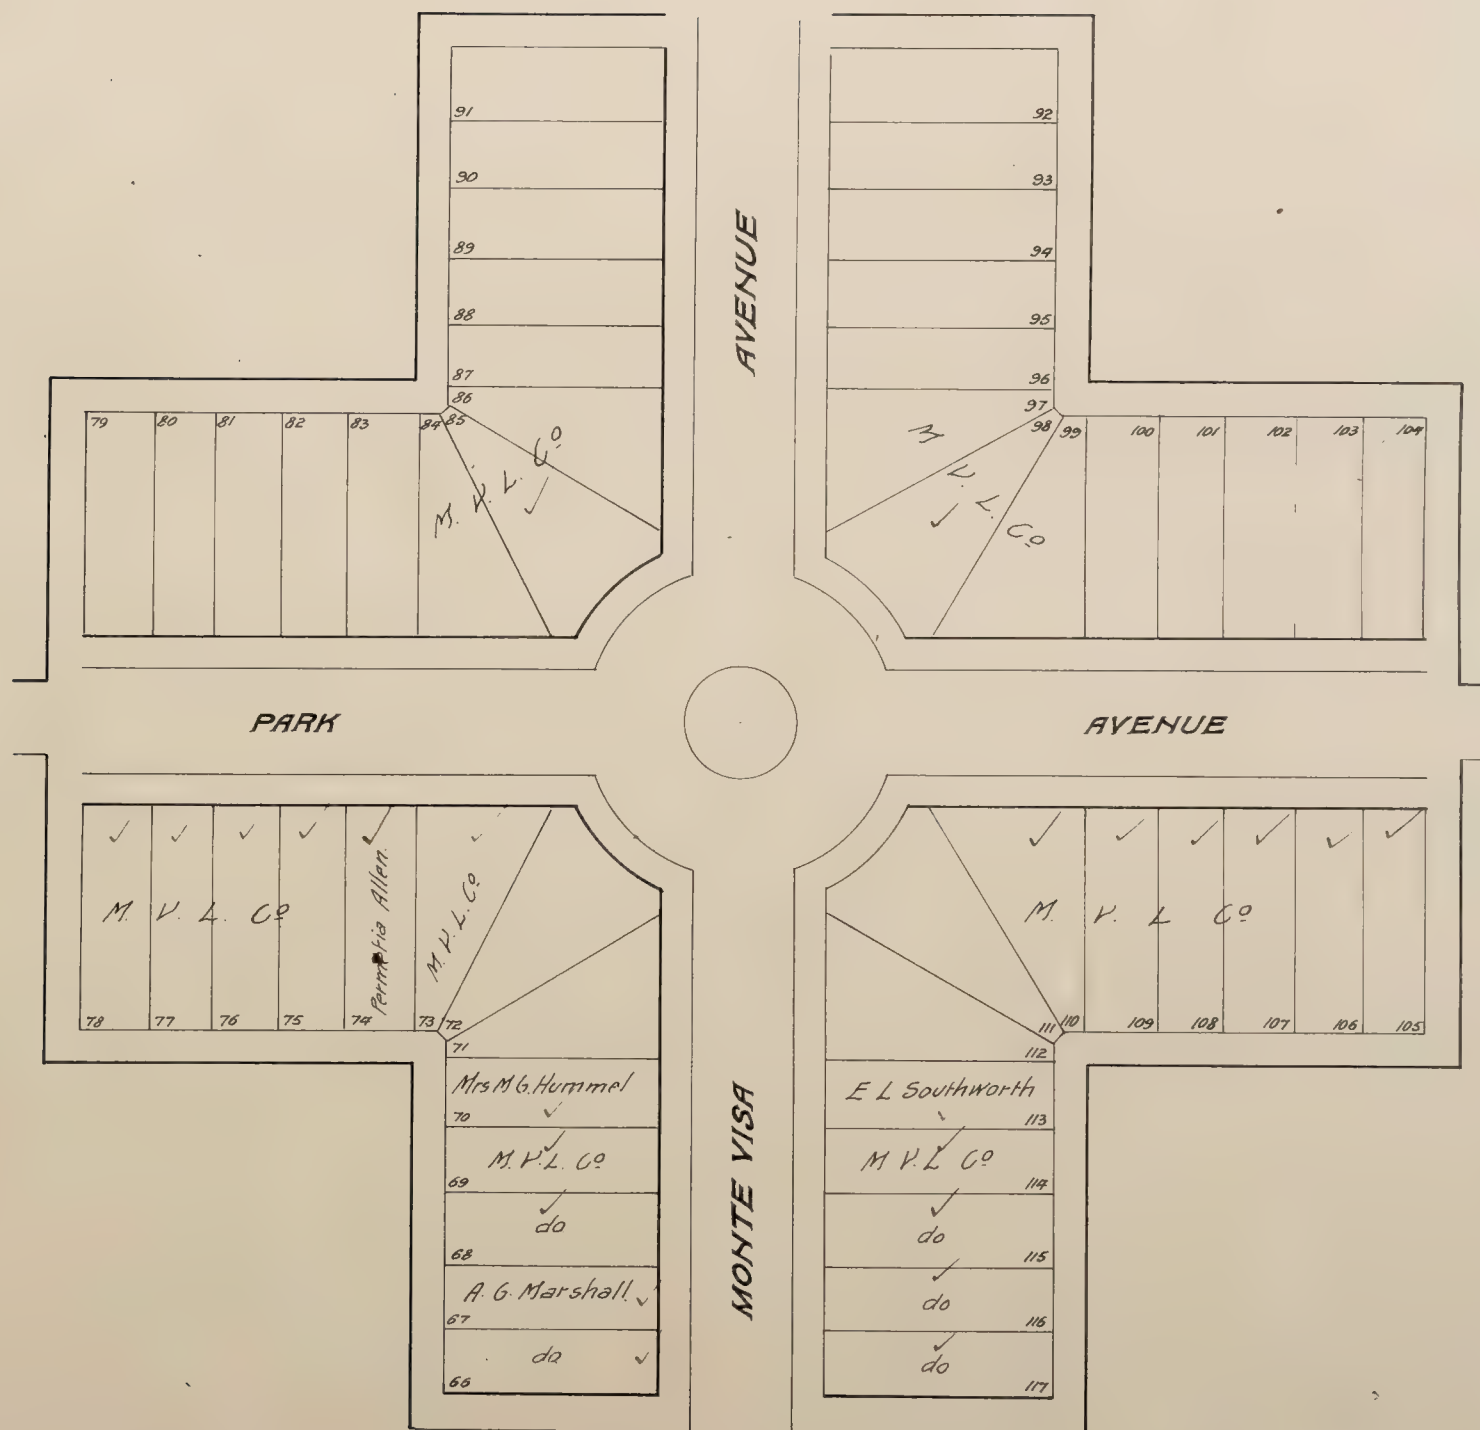 91
90
89
88
87
86
92
93
94
95
96
97
AVENUE
79 80 81 82 83 84 85
98 99 100 101 102 103 104
M. V. L. Co
M V. L. Co
PARK
AVENUE
M. V. L. Co
Allen
M. V. L. Co
M. V. L Co
78 77 76 75 74 73 72
111 110 109 108 107 106 105
71
Mrs M G. Hummel
70
M. V. L. Co
69
do
68
A. G. Marshall
67
do
66
MONTE VISA
112
E L Southworth
113
M V. L Co
114
do
115
do
116
do
117